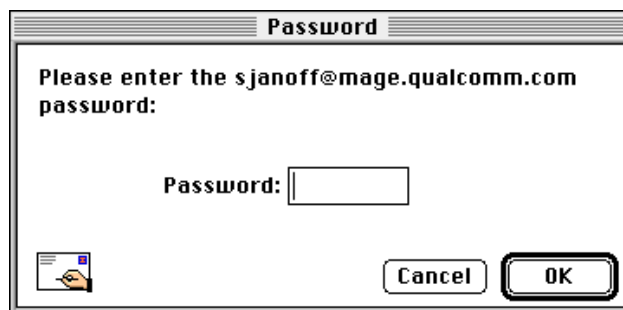 Password
Please enter the sjanoff@mage.qualcomm.com
password:
Password:
Cancel OK